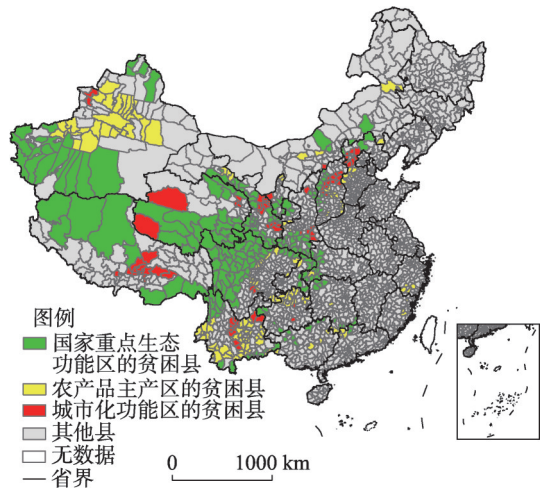 图例
国家重点生态
功能区的贫困县
农产品主产区的贫困县
城市化功能区的贫困县
其他县
无数据
省界
0 1000 km